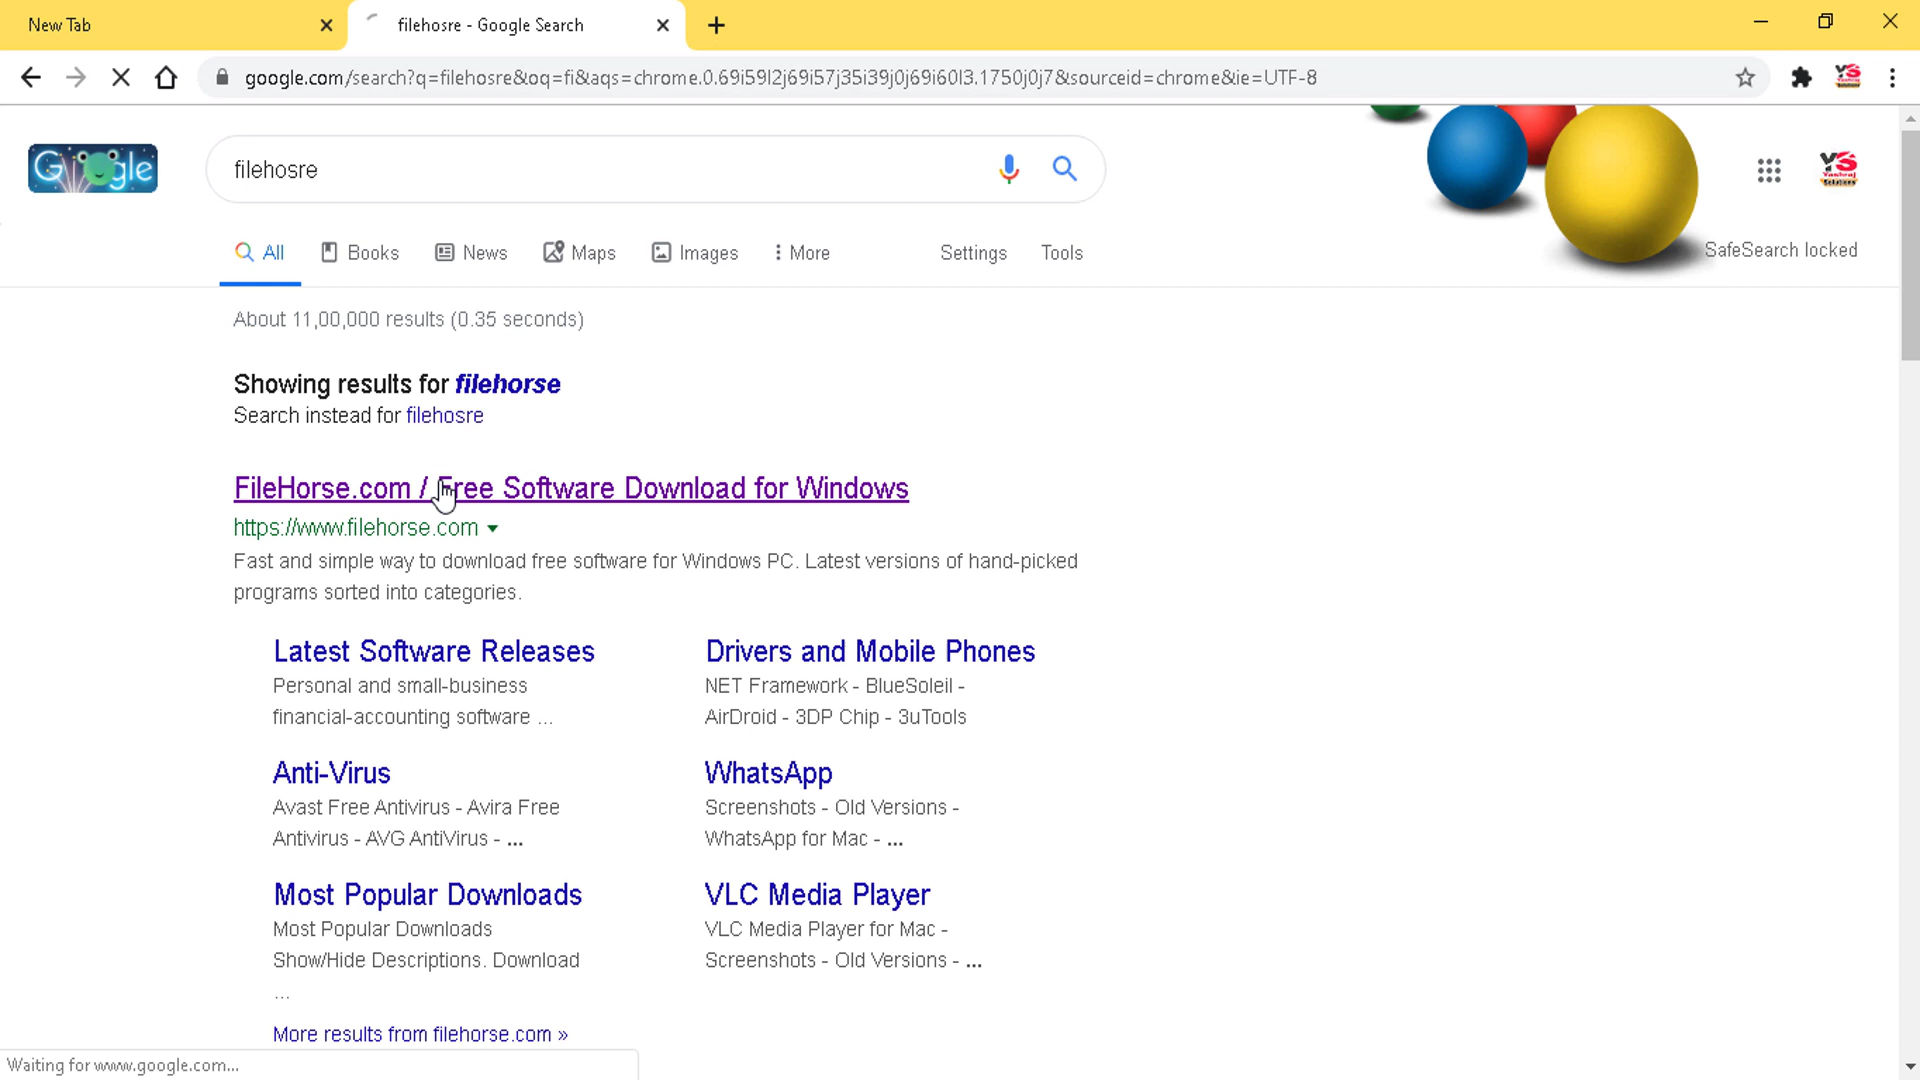 New Tab
filehosre - Google Search
google.com/search?q=filehosre&oq=fi&aqs=chrome.0.69i59l2j69i57j35i39j0j69i60l3.1750j0j7&sourceid=chrome&ie=UTF-8
Google
filehosre
YS
All
Books
News
Maps
Images
More
Settings
Tools
SafeSearch locked
About 11,00,000 results (0.35 seconds)
Showing results for filehorse
Search instead for filehosre
FileHorse.com / Free Software Download for Windows
https://www.filehorse.com
Fast and simple way to download free software for Windows PC. Latest versions of hand-picked
programs sorted into categories.
Latest Software Releases
Personal and small-business
financial-accounting software ...
Drivers and Mobile Phones
NET Framework - BlueSoleil -
AirDroid - 3DP Chip - 3uTools
Anti-Virus
Avast Free Antivirus - Avira Free
Antivirus - AVG AntiVirus - ...
WhatsApp
Screenshots - Old Versions -
WhatsApp for Mac - ...
Most Popular Downloads
Most Popular Downloads
Show/Hide Descriptions. Download
...
VLC Media Player
VLC Media Player for Mac -
Screenshots - Old Versions - ...
More results from filehorse.com »
Waiting for www.google.com...